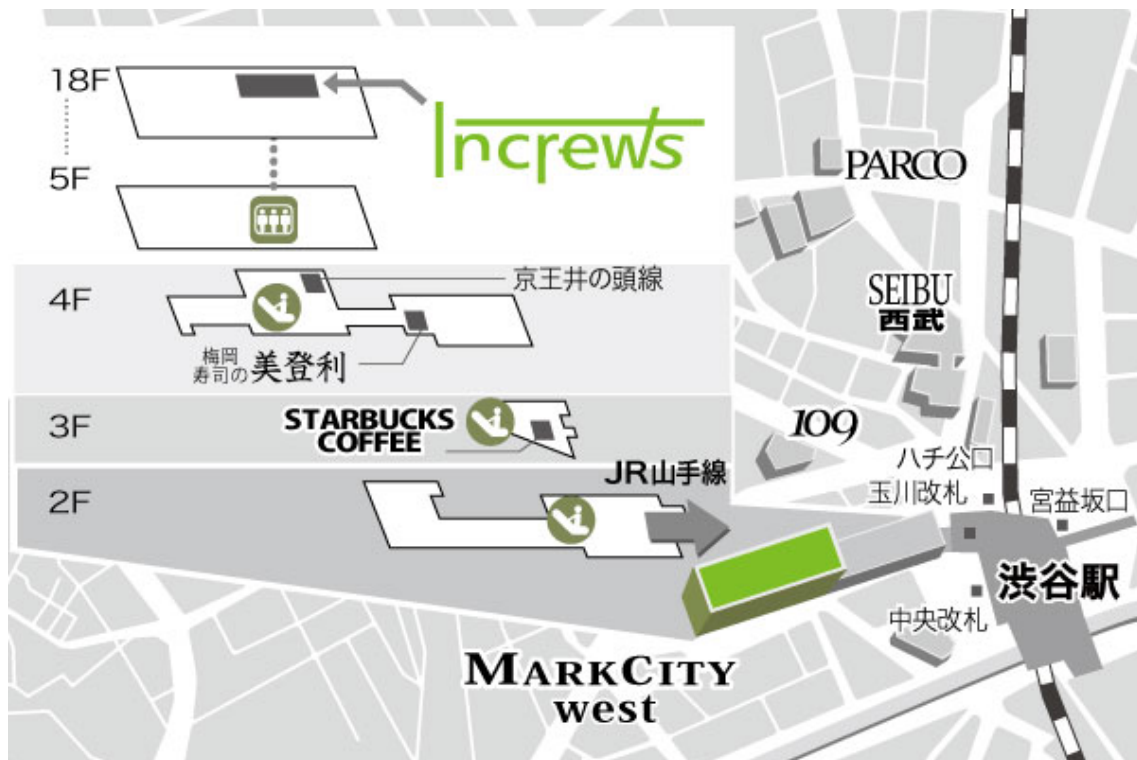 18F
Increws
5F
4F
京王井の頭線
梅岡
寿司の美登利
3F
STARBUCKS
COFFEE
2F
JR山手線
PARCO
SEIBU
西武
109
ハチ公口
玉川改札
宮益坂口
渋谷駅
中央改札
MARKCITY
west